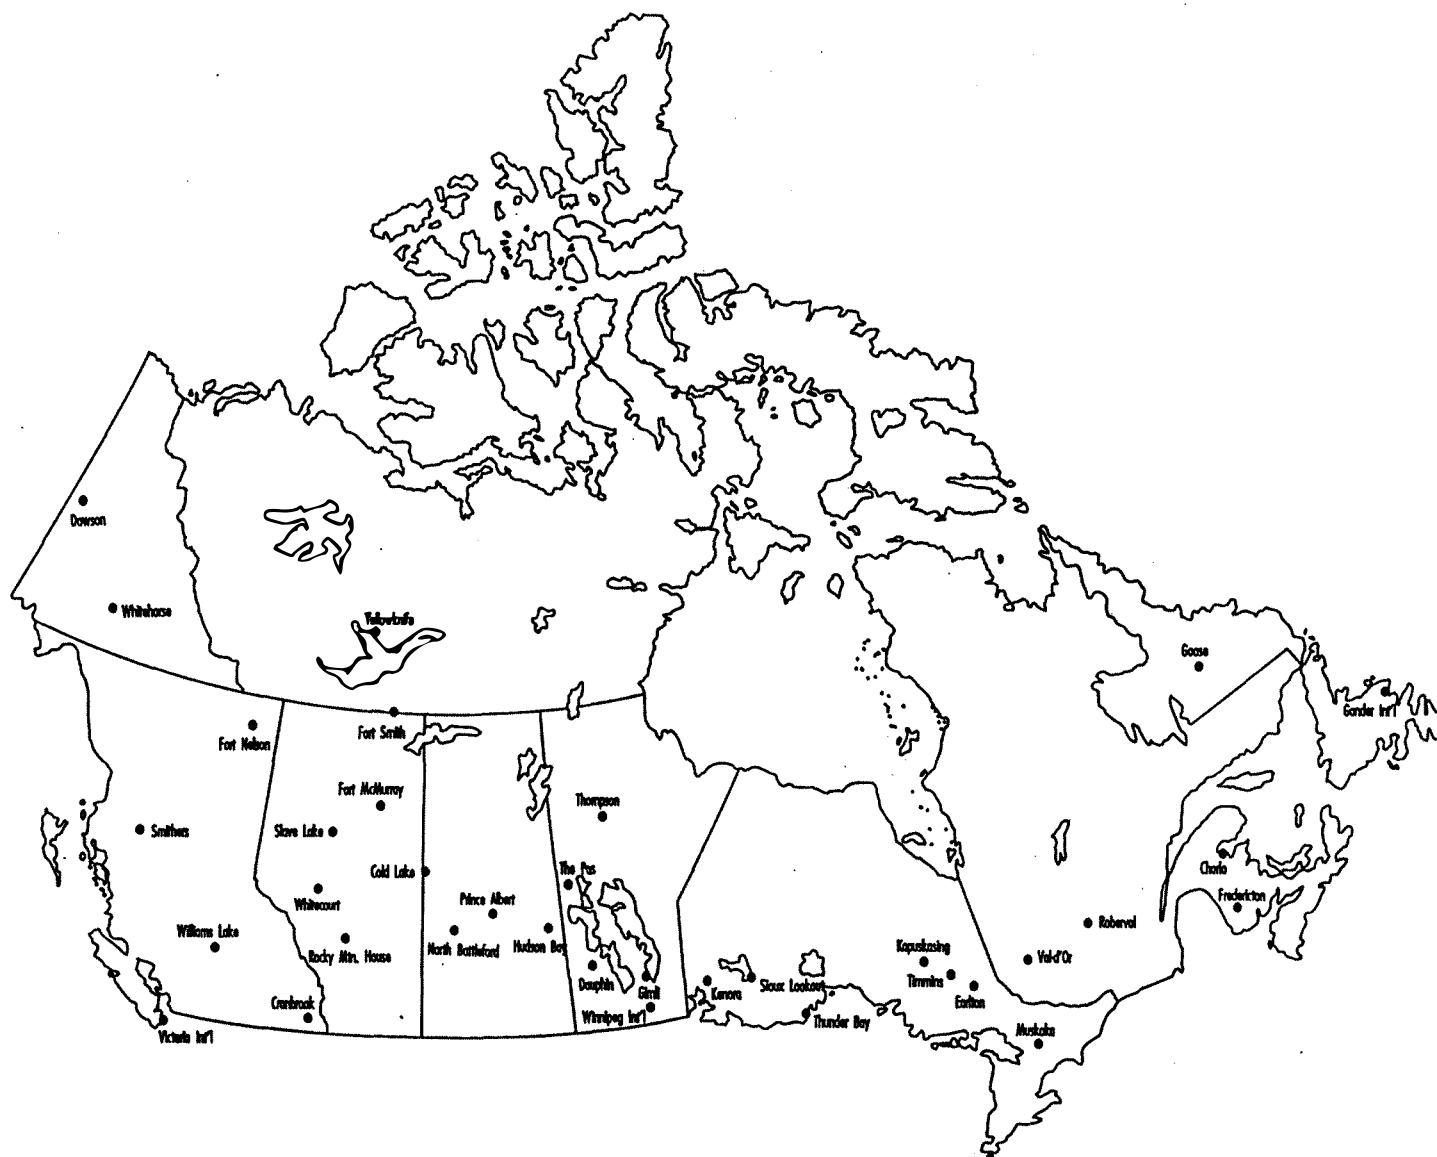 Dawson
Whitehorse
Yellowknife
Goose
Gander Int'l
Fort Nelson
Fort Smith
Fort McMurray
Thompson
Smithers
Slave Lake
Cold Lake
The Pas
Charlo
Whitecourt
Prince Albert
Fredericton
Williams Lake
Rocky Mtn. House
North Battleford
Hudson Bay
Roberval
Kapuskasing
Val-d'Or
Timmins
Dauphin
Gimli
Kenora
Sioux Lookout
Earlton
Cranbrook
Winnipeg Int'l
Thunder Bay
Muskoka
Victoria Int'l